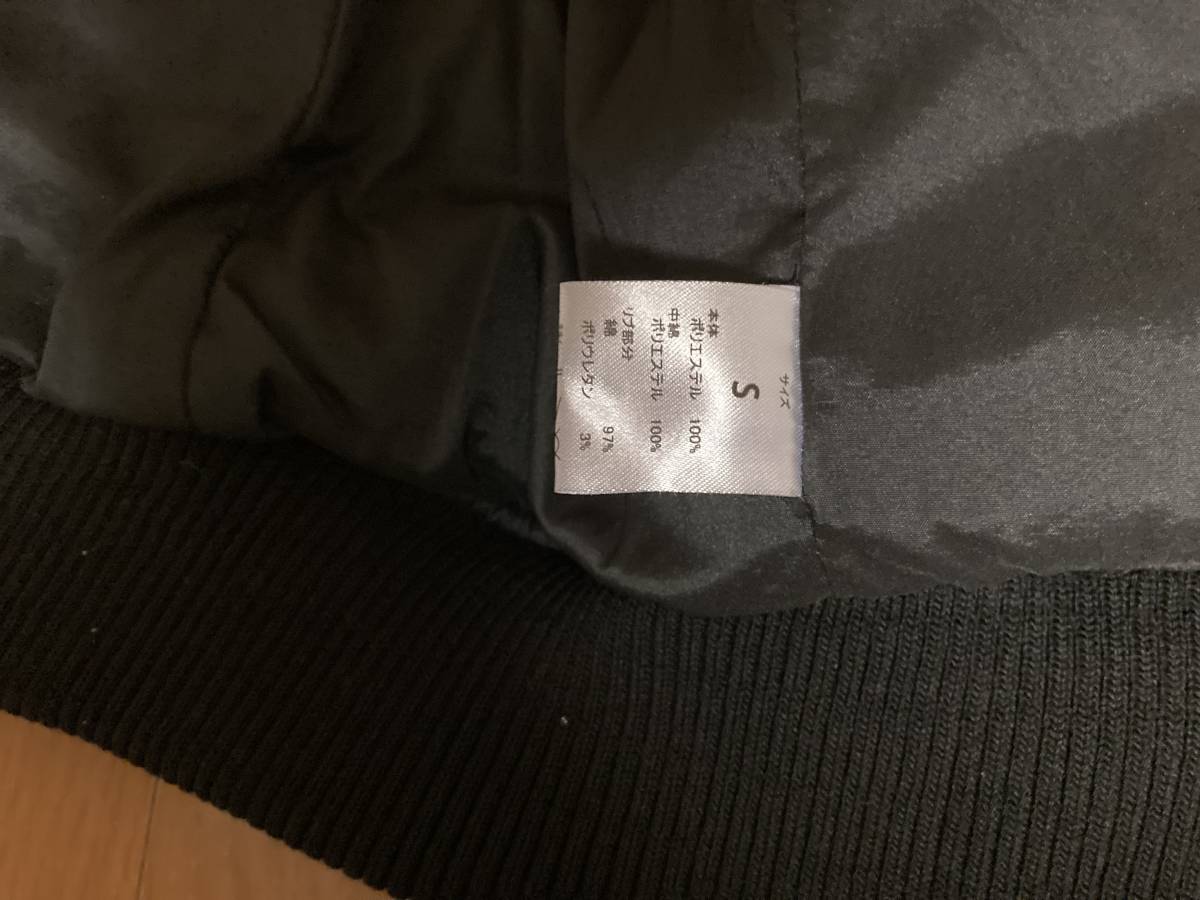 サイズ
S
本体
ポリエステル 100%
中綿
ポリエステル 100%
リブ部分
綿 97%
ポリウレタン 3%